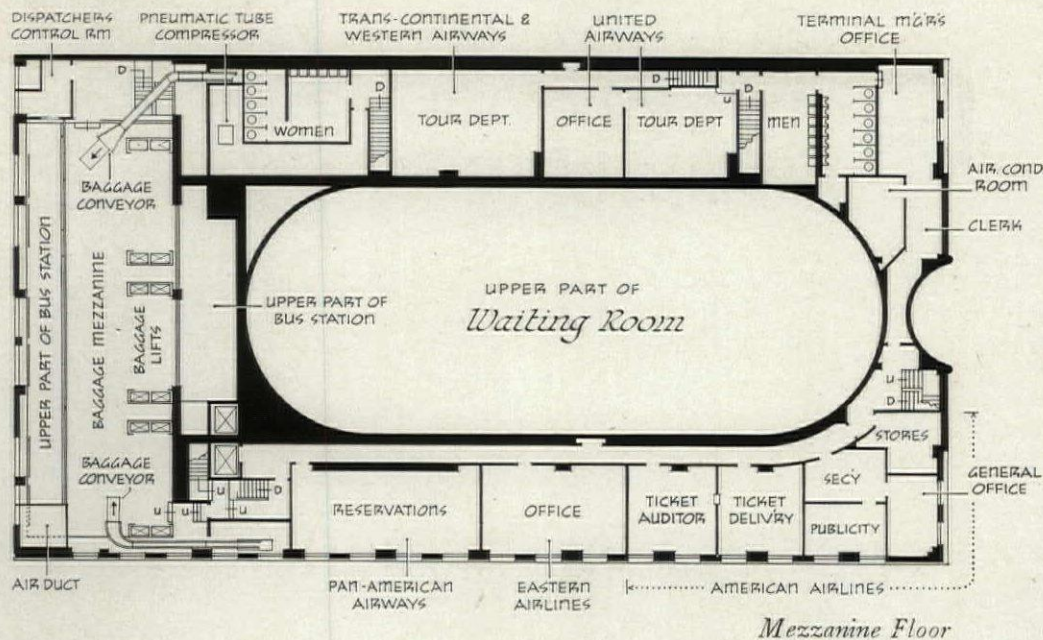 DISPATCHERS
CONTROL RM
PNEUMATIC TUBE
COMPRESSOR
TRANS-CONTINENTAL &
WESTERN AIRWAYS
UNITED
AIRWAYS
TERMINAL M'G'R'S
OFFICE
D
D
D
U
D
WOMEN
TOUR DEPT.
OFFICE
TOUR DEPT
MEN
AIR COND
ROOM
CLERK
BAGGAGE
CONVEYOR
UPPER PART OF BUS STATION
BAGGAGE MEZZANINE
BAGGAGE
LIFTS
UPPER PART OF
BUS STATION
UPPER PART OF
Waiting Room
U
D
STORES
BAGGAGE
CONVEYOR
U
D
U
U
U
RESERVATIONS
OFFICE
TICKET
AUDITOR
TICKET
DELIV'RY
SEC'Y
PUBLICITY
GENERAL
OFFICE
AIR DUCT
PAN-AMERICAN
AIRWAYS
EASTERN
AIRLINES
AMERICAN AIRLINES
Mezzanine Floor